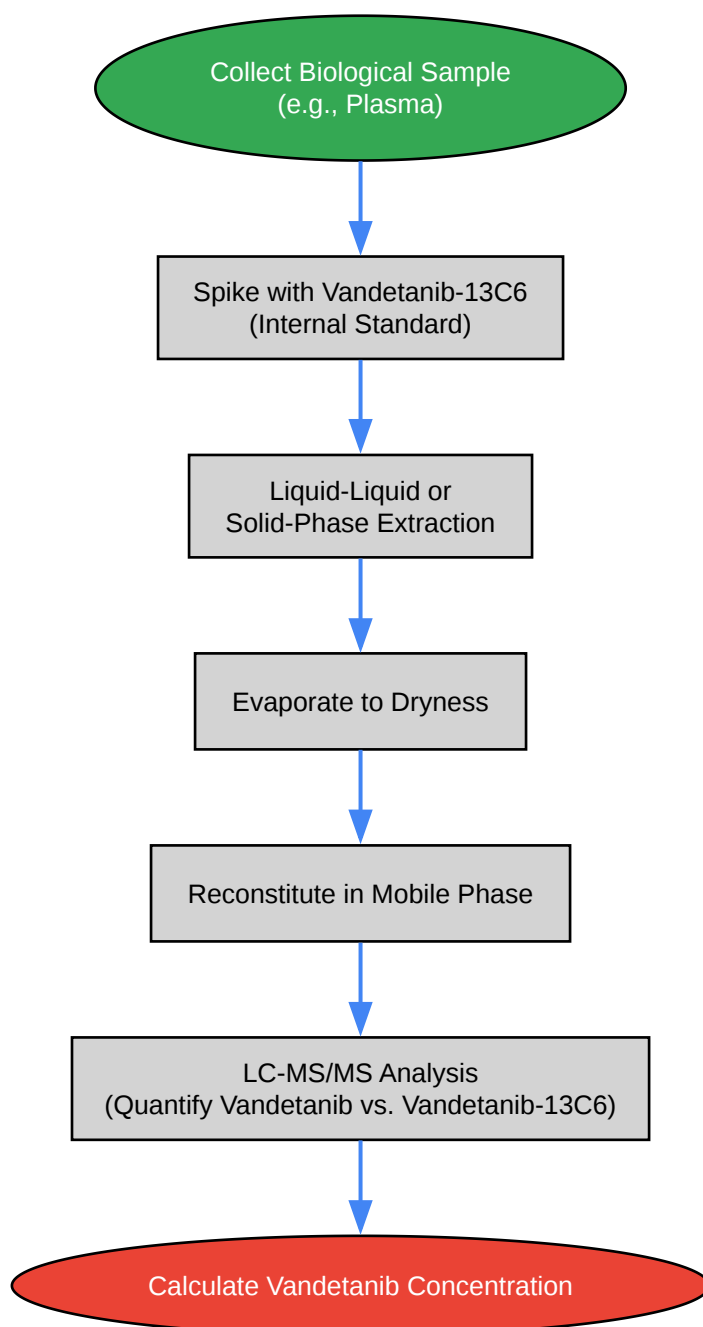 Collect Biological Sample
(e.g., Plasma)
Spike with Vandetanib-13C6
(Internal Standard)
Liquid-Liquid or
Solid-Phase Extraction
Evaporate to Dryness
Reconstitute in Mobile Phase
LC-MS/MS Analysis
(Quantify Vandetanib vs. Vandetanib-13C6)
Calculate Vandetanib Concentration